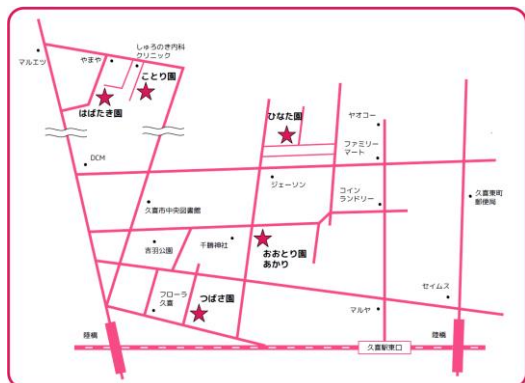 マルエツ
やまや
しゅろのき内科
クリニック
ことり園
はばたき園
ひなた園
ヤオコー
ファミリー
マート
DCM
ジェーソン
コイン
ランドリー
久喜東町
郵便局
久喜市中央図書館
吉羽公園
千勝神社
おおとり園
あかり
フローラ
久喜
つばさ園
セイムス
マルヤ
陸橋
久喜駅東口
陸橋